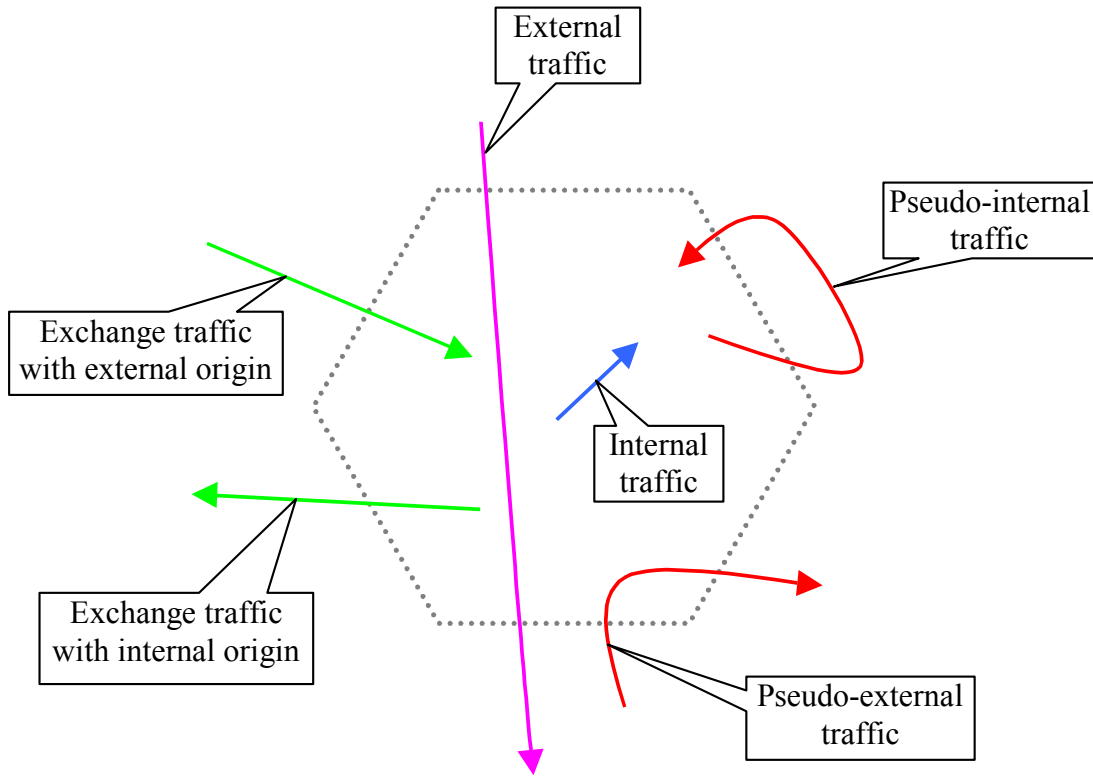 External
traffic
Pseudo-internal
traffic
Exchange traffic
with external origin
Internal
traffic
Exchange traffic
with internal origin
Pseudo-external
traffic